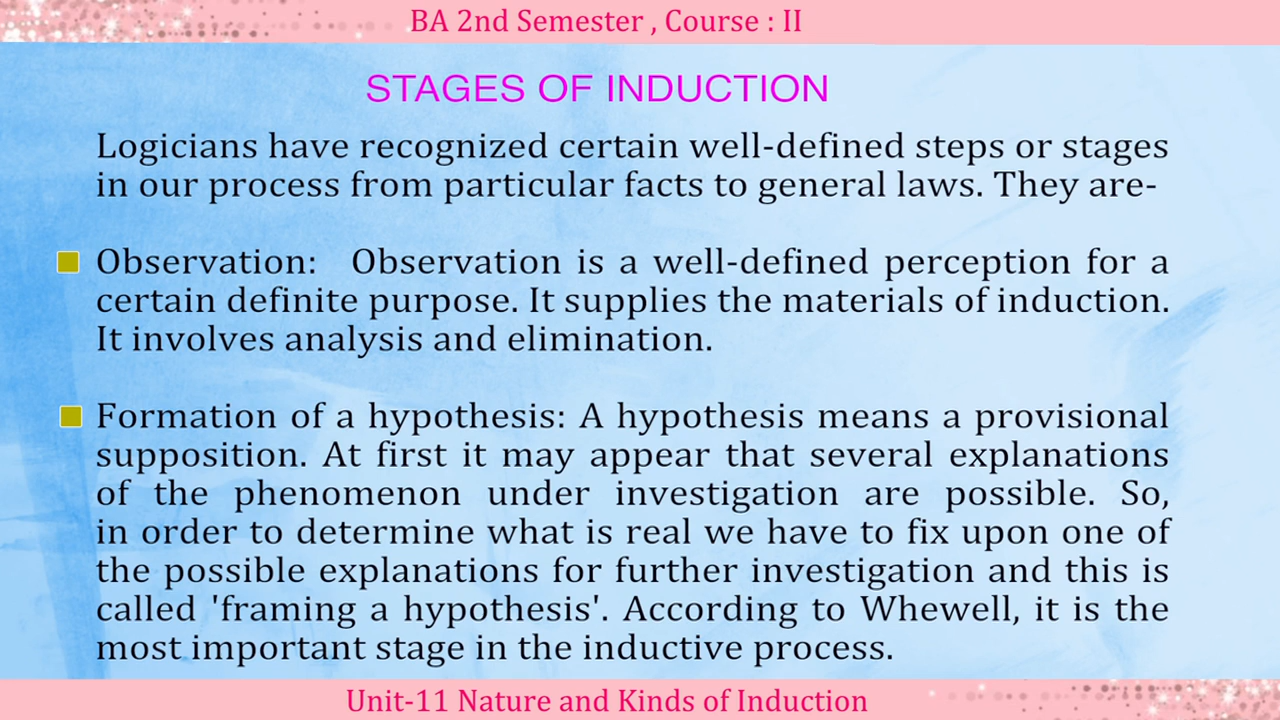 BA 2nd Semester , Course : II
STAGES OF INDUCTION
Logicians have recognized certain well-defined steps or stages
in our process from particular facts to general laws. They are-
Observation: Observation is a well-defined perception for a
certain definite purpose. It supplies the materials of induction.
It involves analysis and elimination.
Formation of a hypothesis: A hypothesis means a provisional
supposition. At first it may appear that several explanations
of the phenomenon under investigation are possible. So,
in order to determine what is real we have to fix upon one of
the possible explanations for further investigation and this is
called 'framing a hypothesis'. According to Whewell, it is the
most important stage in the inductive process.
Unit-11 Nature and Kinds of Induction